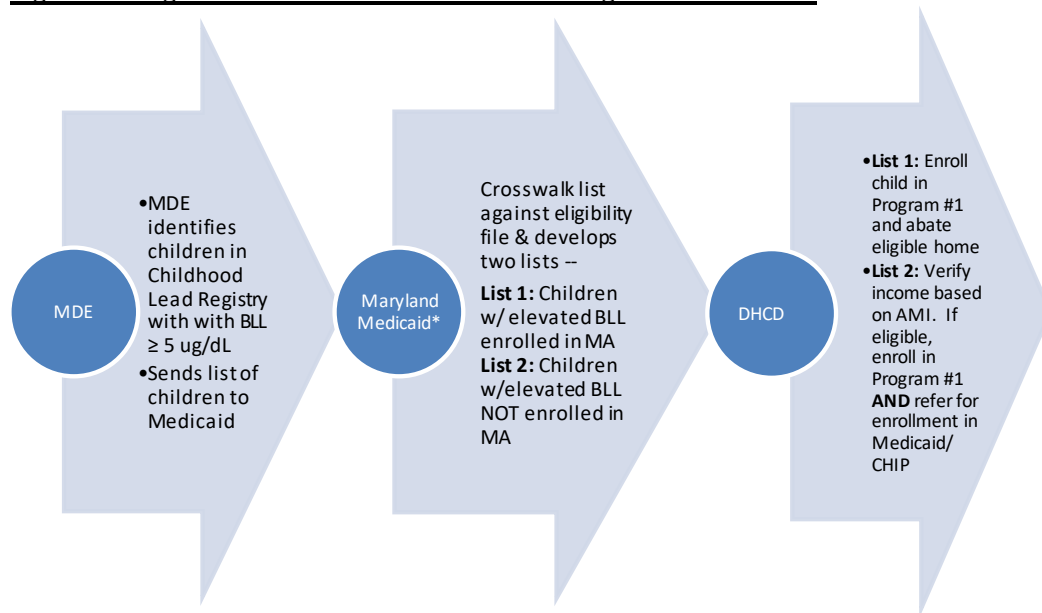 MDE
•MDE
identifies
children in
Childhood
Lead Registry
with with BLL
≥ 5 ug/dL
•Sends list of
children to
Medicaid
Maryland
Medicaid*
Crosswalk list
against eligibility
file & develops
two lists --
List 1: Children
w/ elevated BLL
enrolled in MA
List 2: Children
w/elevated BLL
NOT enrolled in
MA
DHCD
•List 1: Enroll
child in
Program #1
and abate
eligible home
•List 2: Verify
income based
on AMI. If
eligible,
enroll in
Program #1
AND refer for
enrollment in
Medicaid/
CHIP